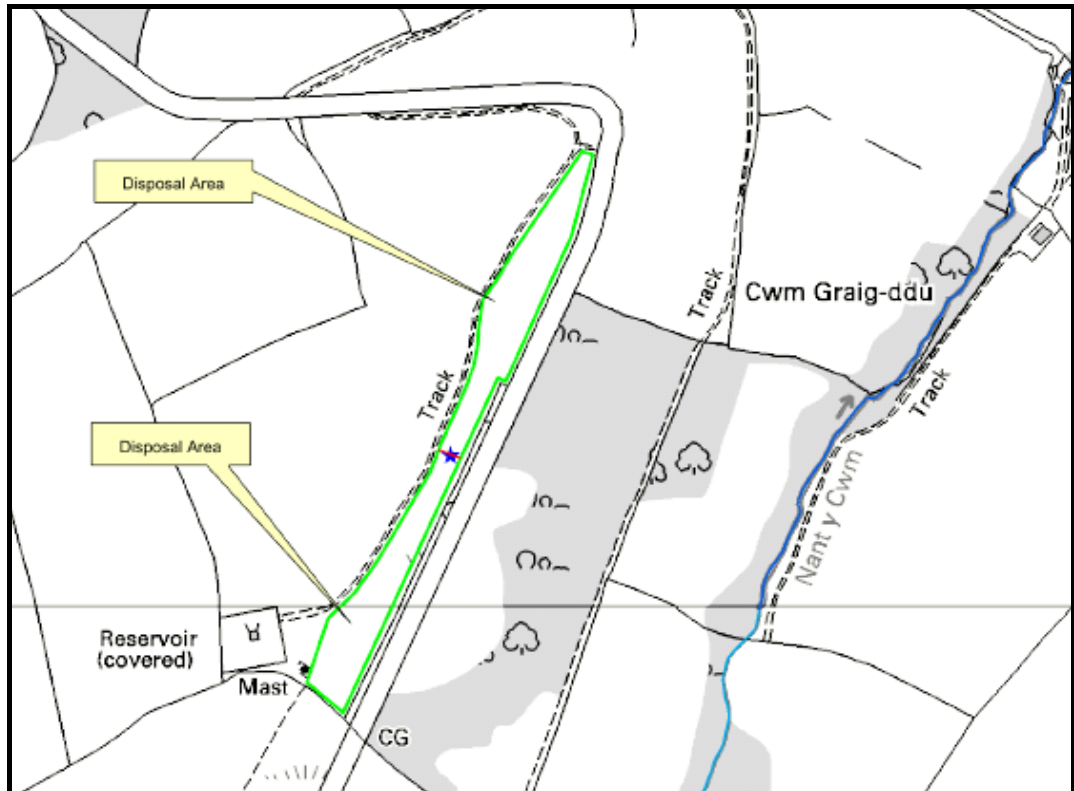 Disposal Area
Track
Cwm Graig-ddu
Track
Track
Disposal Area
Nant y Cwm
Reservoir
(covered)
Mast
CG